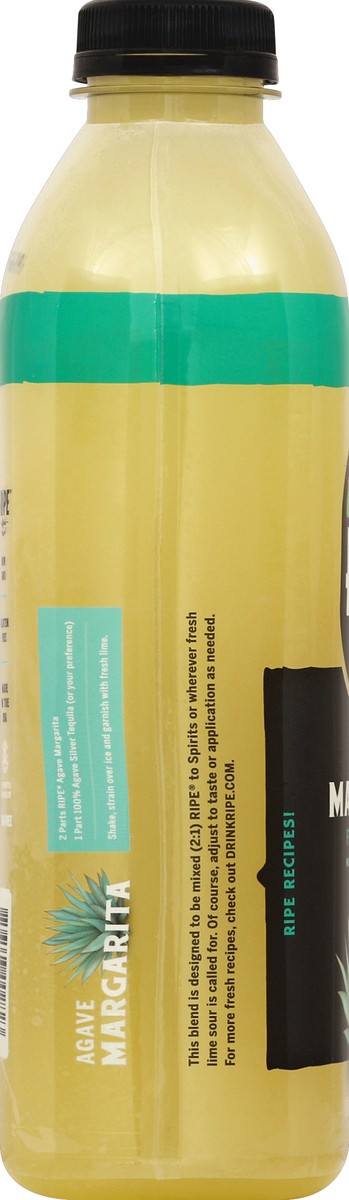 AGAVE
MARGARITA
2 Parts RIPE® Agave Margarita
1 Part 100% Agave Silver Tequila (or your preference)
Shake, strain over ice and garnish with fresh lime.
This blend is designed to be mixed (2:1) RIPE® to Spirits or wherever fresh
lime sour is called for. Of course, adjust to taste or application as needed.
For more fresh recipes, check out DRINKRIPE.COM.
RIPE RECIPES!
MA